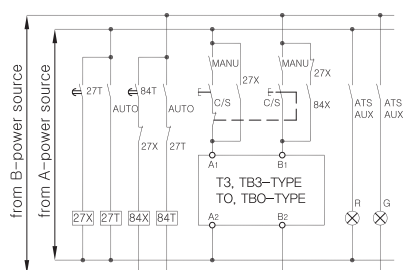 from B-power source
from A-power source
MANU
MANU
27X
27X
27T
84T
AUTO
AUTO
C/S
C/S
84X
ATS
AUX
ATS
AUX
27X
27T
A1
B1
T3, TB3-TYPE
TO, TBO-TYPE
R
G
27X
27T
84X
84T
A2
B2